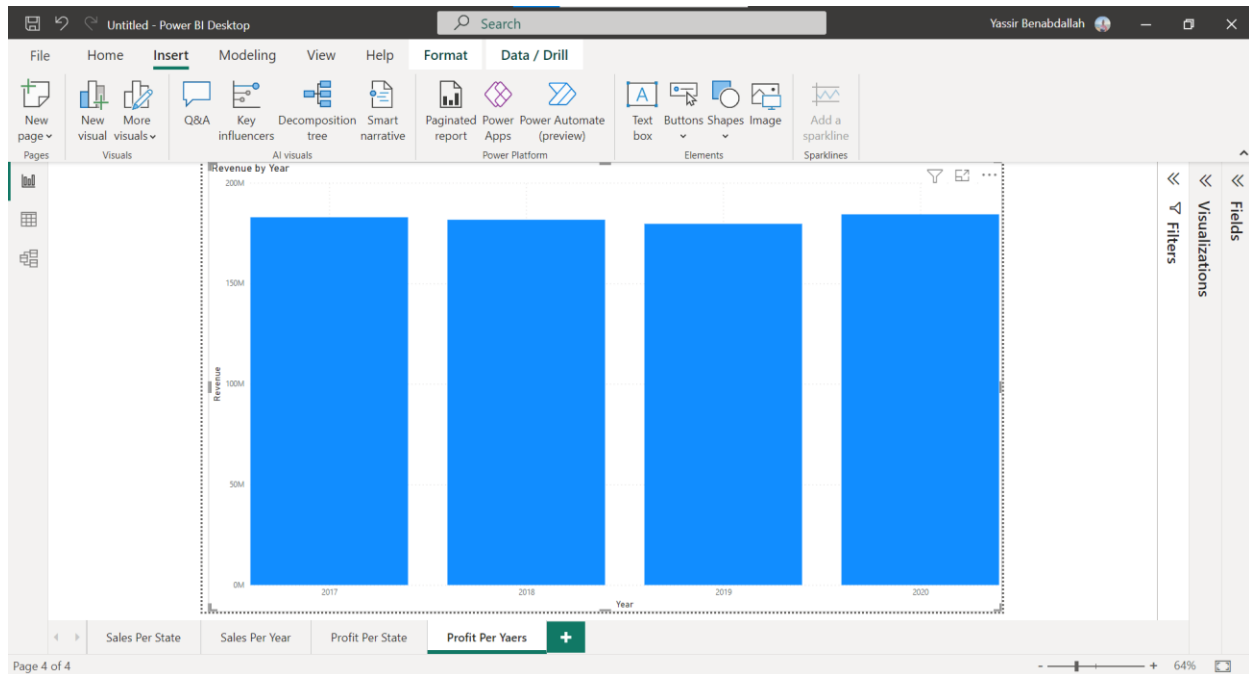 Untitled - Power BI Desktop
Search
Yassir Benabdallah
File Home Insert Modeling View Help Format Data / Drill
New page
New visual
More visuals
Q&A
Key influencers
Decomposition tree
Smart narrative
Paginated report
Power Apps
Power Automate (preview)
Text box
Buttons
Shapes
Image
Add a sparkline
Pages
Visuals
AI visuals
Power Platform
Elements
Sparklines
Revenue by Year
200M
150M
100M
50M
0M
Revenue
2017 2018 2019 2020
Year
Filters
Visualizations
Fields
Sales Per State
Sales Per Year
Profit Per State
Profit Per Yaers
+
Page 4 of 4
- + 64%